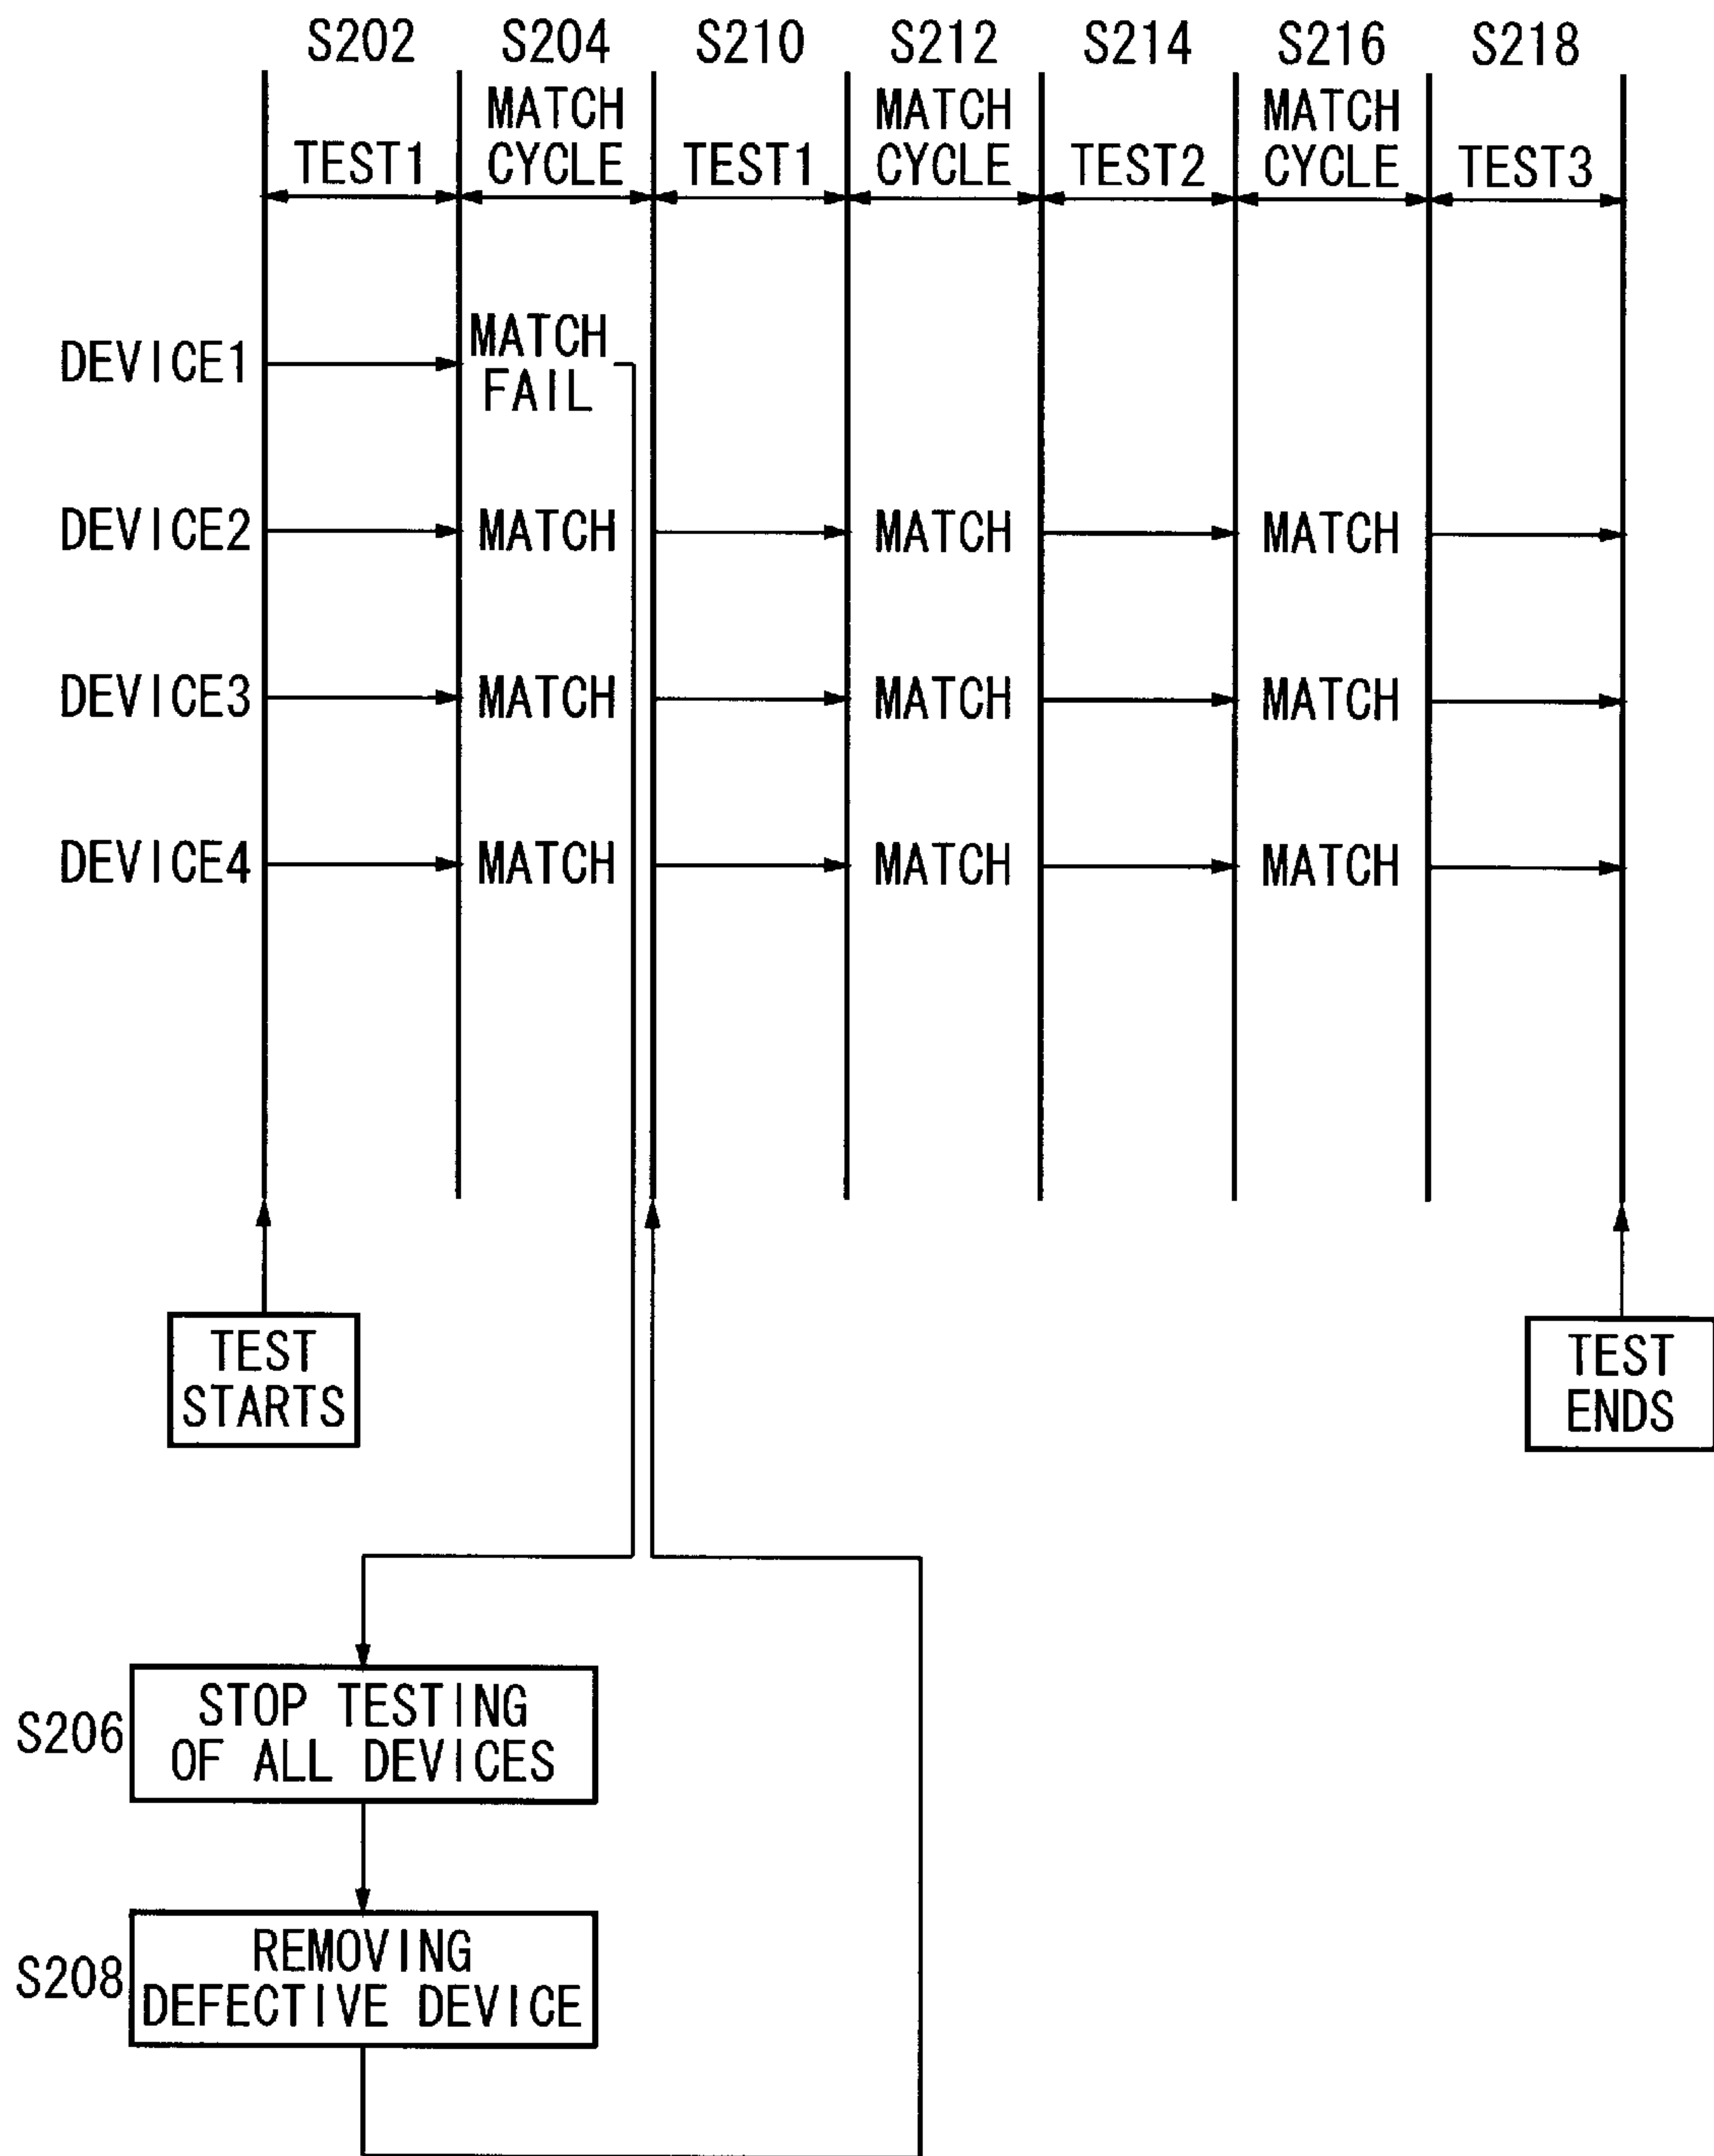 S202 S204 S210 S212 S214 S216 S218
MATCH MATCH MATCH
TEST1 CYCLE TEST1 CYCLE TEST2 CYCLE TEST3
MATCH
DEVICE1
FAIL
DEVICE2 MATCH MATCH MATCH
DEVICE3 MATCH MATCH MATCH
DEVICE4 MATCH MATCH MATCH
TEST
STARTS
TEST
ENDS
S206
STOP TESTING
OF ALL DEVICES
S208
REMOVING
DEFECTIVE DEVICE